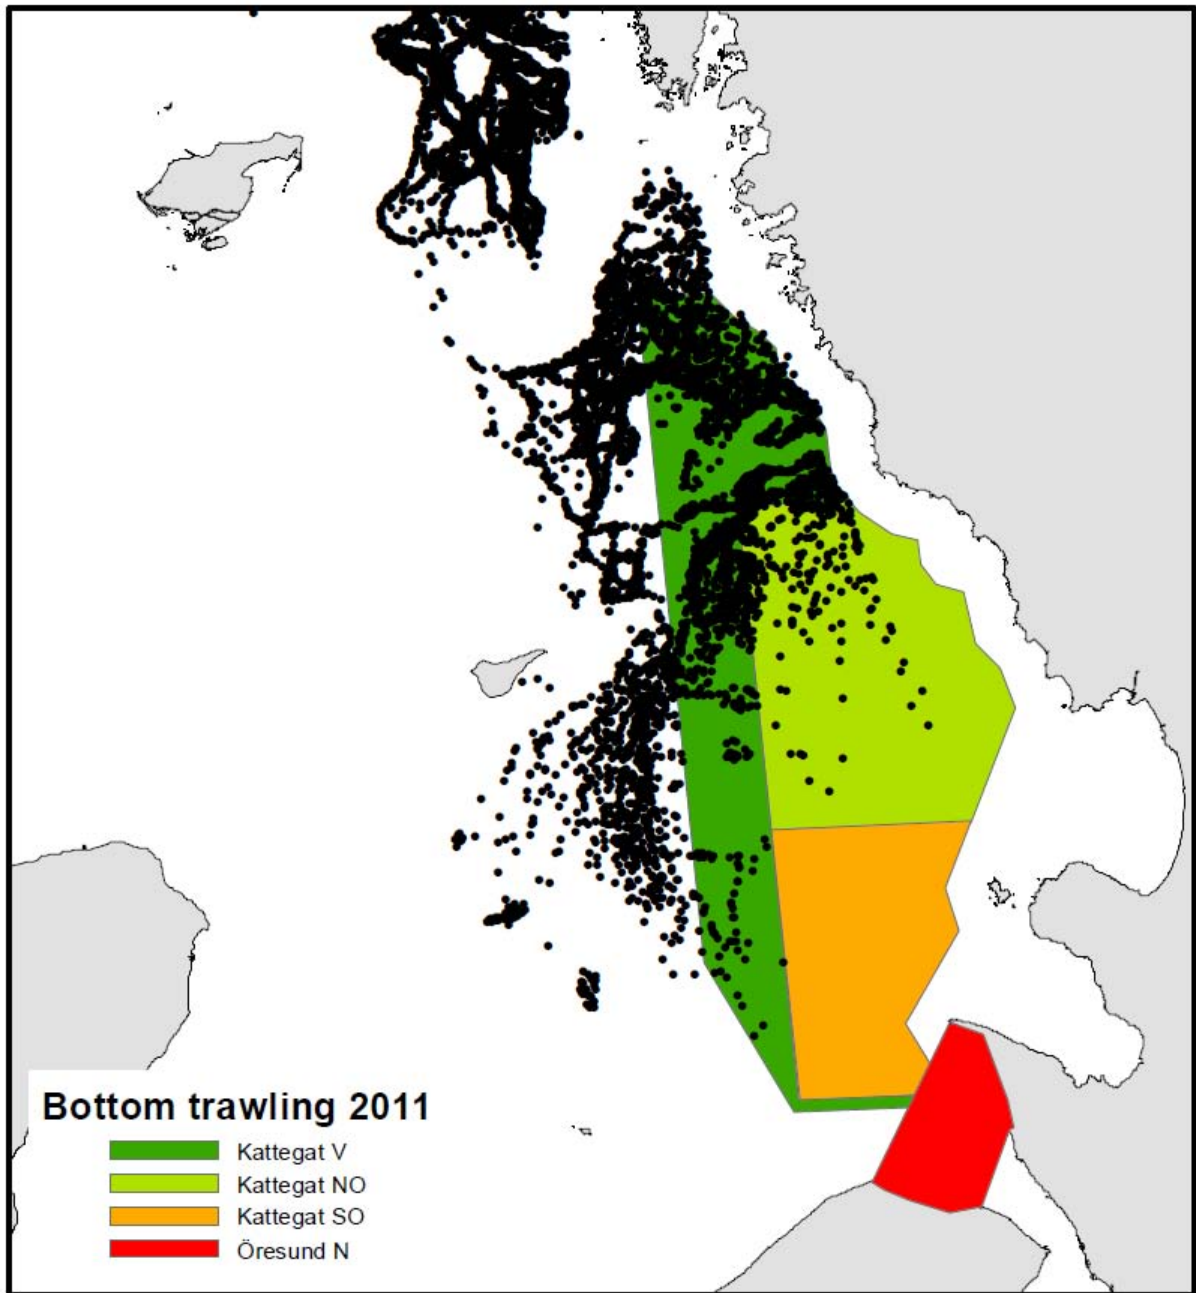 Bottom trawling 2011
Kattegat V
Kattegat NO
Kattegat SO
Öresund N